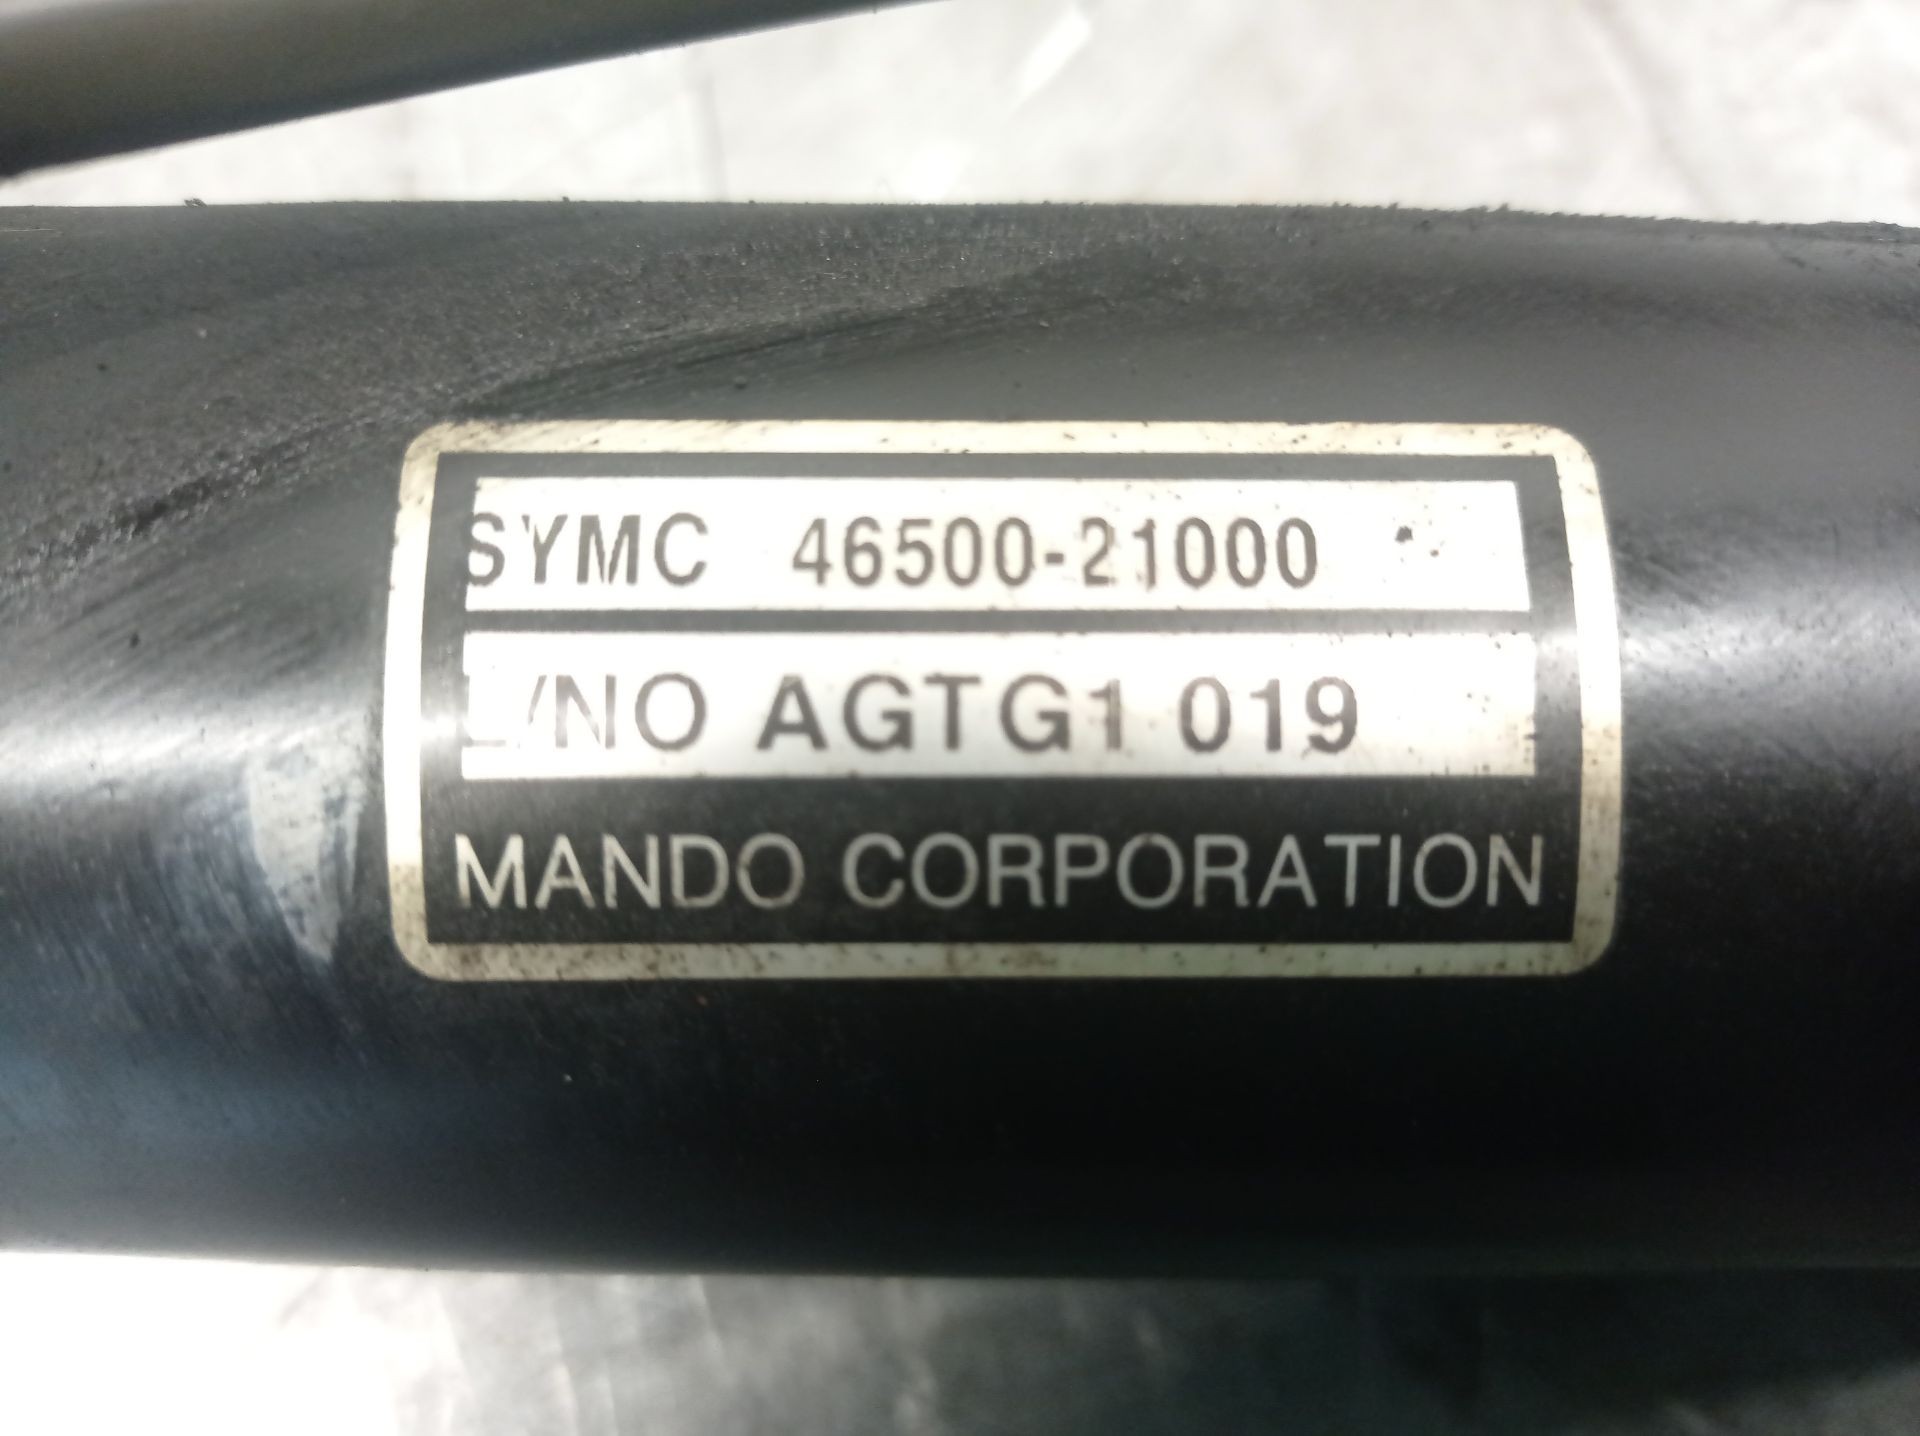 SYMC 46500-21000
L/NO AGTG1 019
MANDO CORPORATION